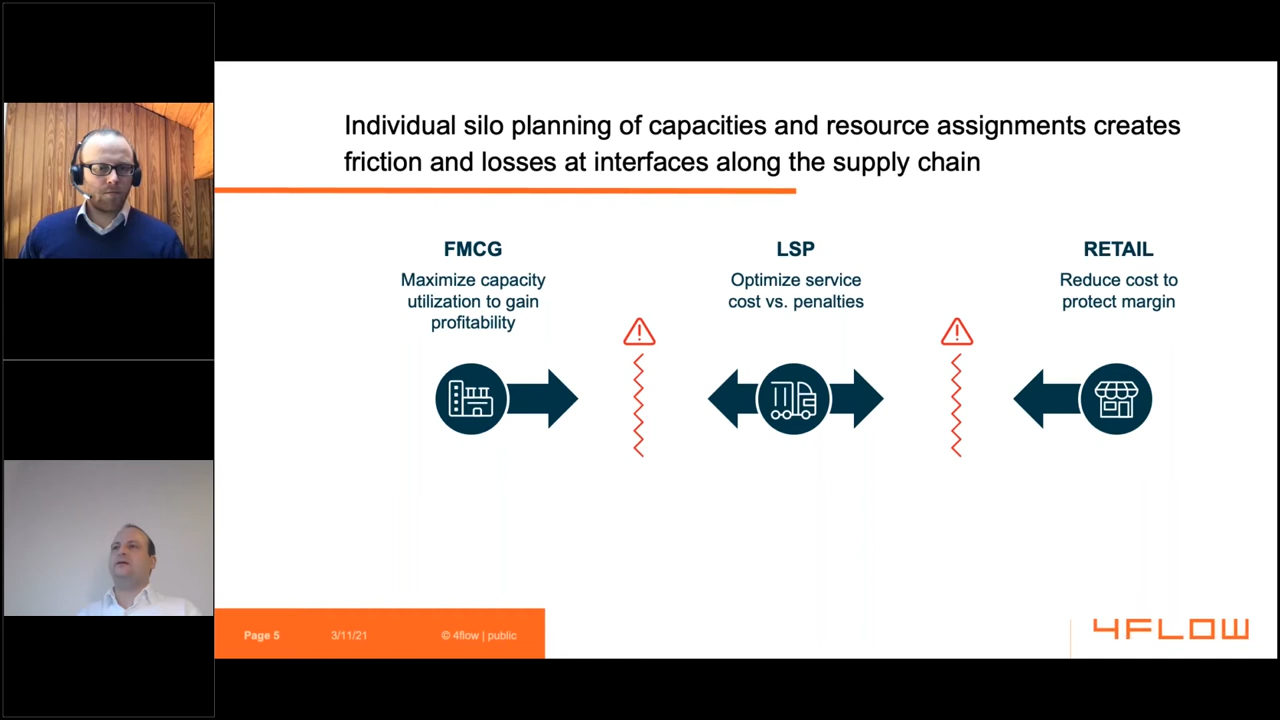 Individual silo planning of capacities and resource assignments creates
friction and losses at interfaces along the supply chain
FMCG
Maximize capacity
utilization to gain
profitability
LSP
Optimize service
cost vs. penalties
RETAIL
Reduce cost to
protect margin
Page 5
3/11/21
© 4flow | public
4FLOW